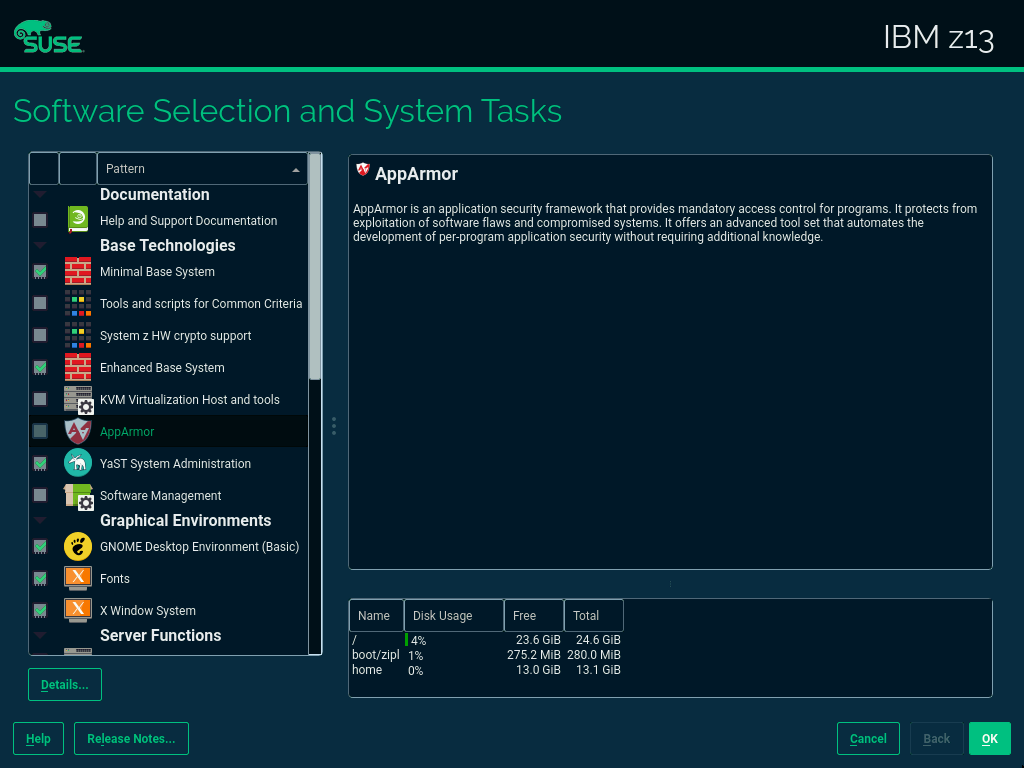 SUSE
IBM z13
Software Selection and System Tasks
Pattern
Documentation
Help and Support Documentation
Base Technologies
Minimal Base System
Tools and scripts for Common Criteria
System z HW crypto support
Enhanced Base System
KVM Virtualization Host and tools
AppArmor
YaST System Administration
Software Management
Graphical Environments
GNOME Desktop Environment (Basic)
Fonts
X Window System
Server Functions
Details...
AppArmor
AppArmor is an application security framework that provides mandatory access control for programs. It protects from
exploitation of software flaws and compromised systems. It offers an advanced tool set that automates the
development of per-program application security without requiring additional knowledge.
Name Disk Usage Free Total
/ 4% 23.6 GiB 24.6 GiB
boot/zipl 1% 275.2 MiB 280.0 MiB
home 0% 13.0 GiB 13.1 GiB
Help Release Notes... Cancel Back OK